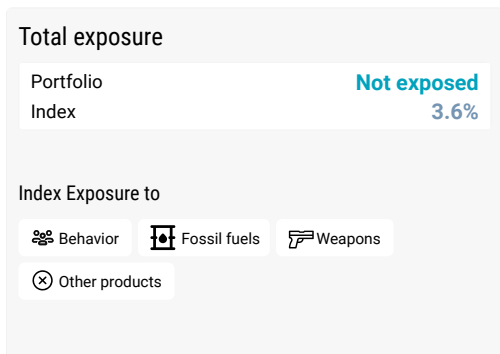 Total exposure
Portfolio Not exposed
Index 3.6%
Index Exposure to
Behavior Fossil fuels Weapons
Other products